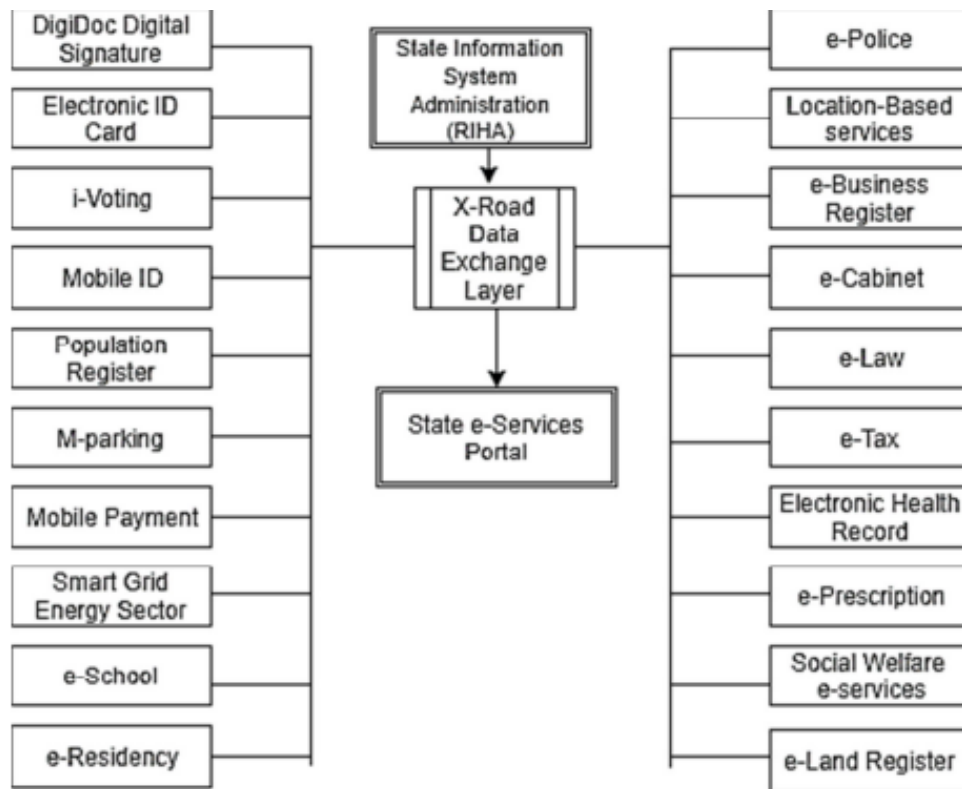 DigiDoc Digital
Signature
Electronic ID
Card
i-Voting
Mobile ID
Population
Register
M-parking
Mobile Payment
Smart Grid
Energy Sector
e-School
e-Residency
State Information
System
Administration
(RIHA)
X-Road
Data
Exchange
Layer
State e-Services
Portal
e-Police
Location-Based
services
e-Business
Register
e-Cabinet
e-Law
e-Tax
Electronic Health
Record
e-Prescription
Social Welfare
e-services
e-Land Register